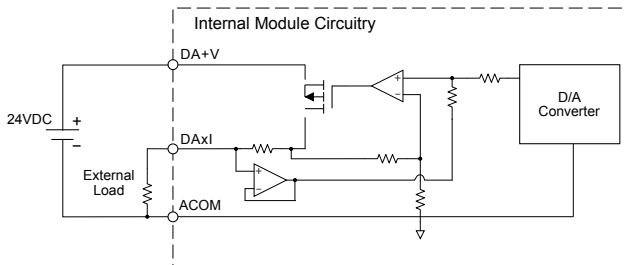 Internal Module Circuitry
DA+V
24VDC
+
−
+
−
D/A
Converter
DAxI
External
Load
+
−
ACOM